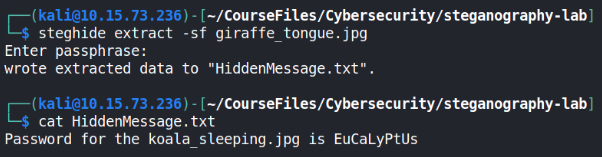 ┌──(kali@10.15.73.236)-[~/CourseFiles/Cybersecurity/steganography-lab]
└─$ steghide extract -sf giraffe_tongue.jpg
Enter passphrase:
wrote extracted data to "HiddenMessage.txt".
┌──(kali@10.15.73.236)-[~/CourseFiles/Cybersecurity/steganography-lab]
└─$ cat HiddenMessage.txt
Password for the koala_sleeping.jpg is EuCaLyPtUs